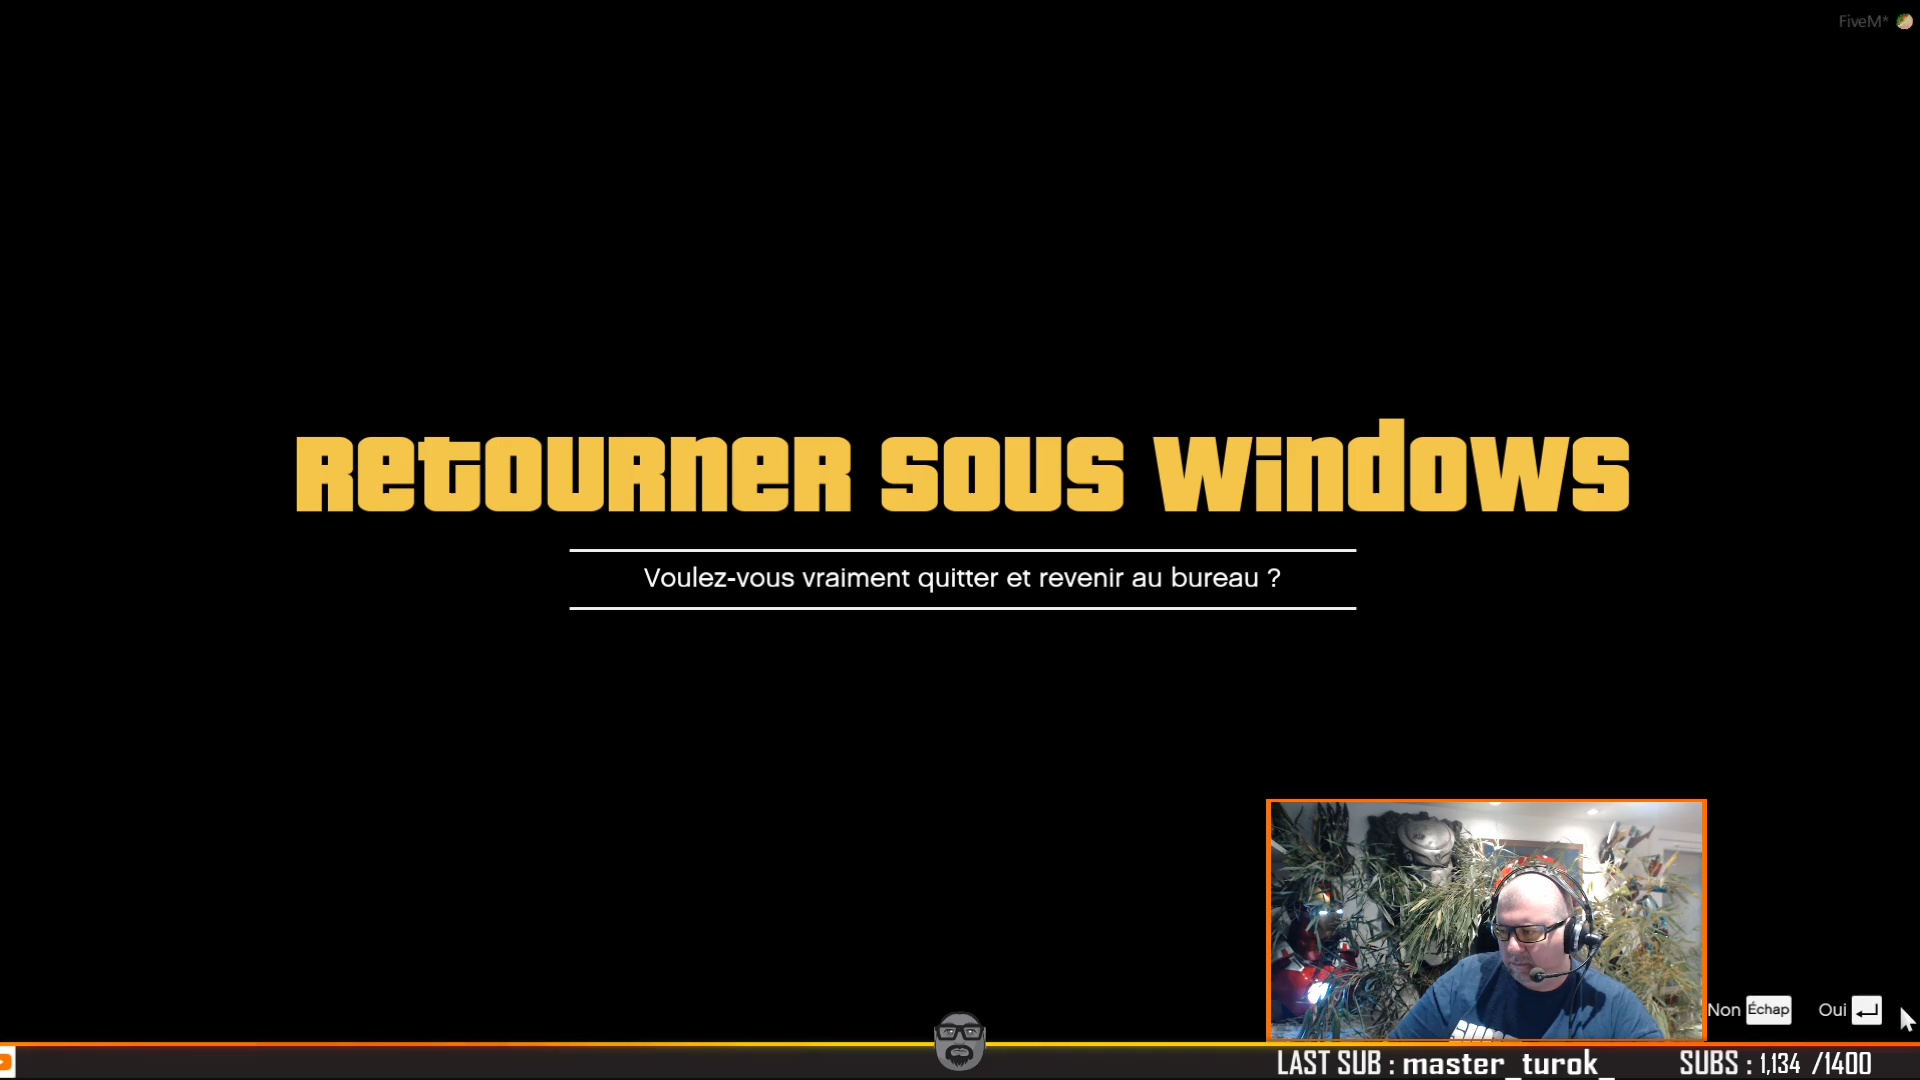 FiveM*
Retourner sous Windows
Voulez-vous vraiment quitter et revenir au bureau ?
Non Échap Oui
LAST SUB : master_turok_ SUBS : 1,134 /1400